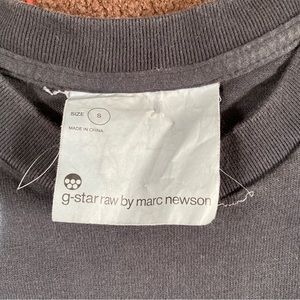 SIZE S
MADE IN CHINA
g-star raw by marc newson